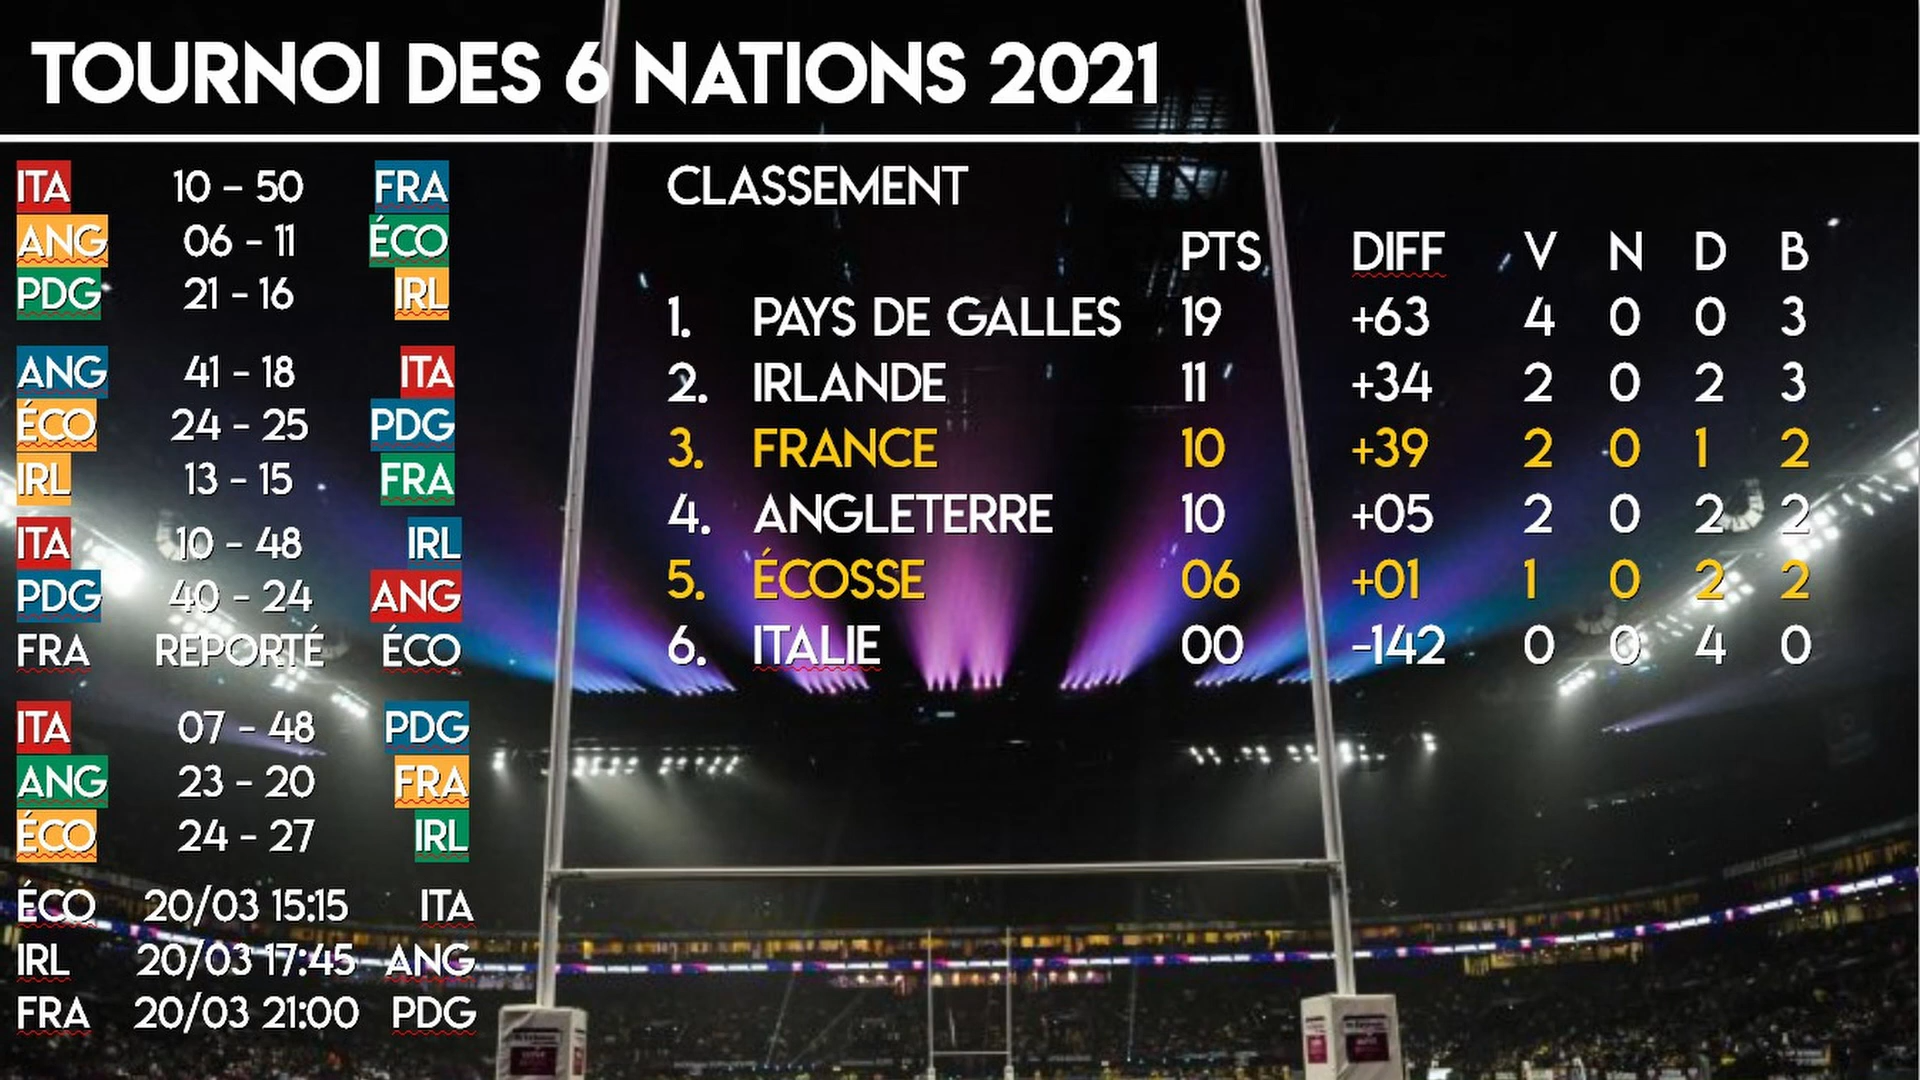 TOURNOI DES 6 NATIONS 2021
ITA 10 - 50 FRA
ANG 06 - 11 ÉCO
PDG 21 - 16 IRL
ANG 41 - 18 ITA
ÉCO 24 - 25 PDG
IRL 13 - 15 FRA
ITA 10 - 48 IRL
PDG 40 - 24 ANG
FRA REPORTÉ ÉCO
ITA 07 - 48 PDG
ANG 23 - 20 FRA
ÉCO 24 - 27 IRL
ÉCO 20/03 15:15 ITA
IRL 20/03 17:45 ANG
FRA 20/03 21:00 PDG
CLASSEMENT
PTS DIFF V N D B
1. PAYS DE GALLES 19 +63 4 0 0 3
2. IRLANDE 11 +34 2 0 2 3
3. FRANCE 10 +39 2 0 1 2
4. ANGLETERRE 10 +05 2 0 2 2
5. ÉCOSSE 06 +01 1 0 2 2
6. ITALIE 00 -142 0 0 4 0